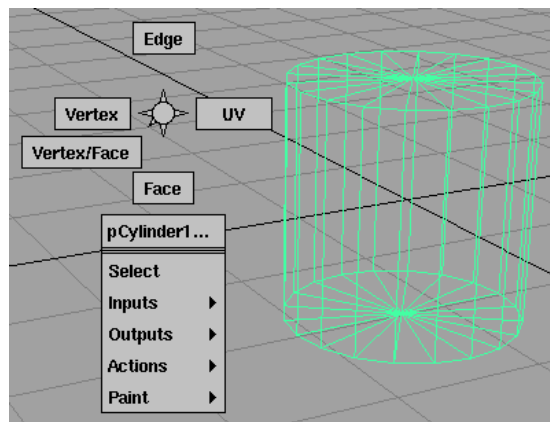 Edge
Vertex
UV
Vertex/Face
Face
pCylinder1...
Select
Inputs
Outputs
Actions
Paint